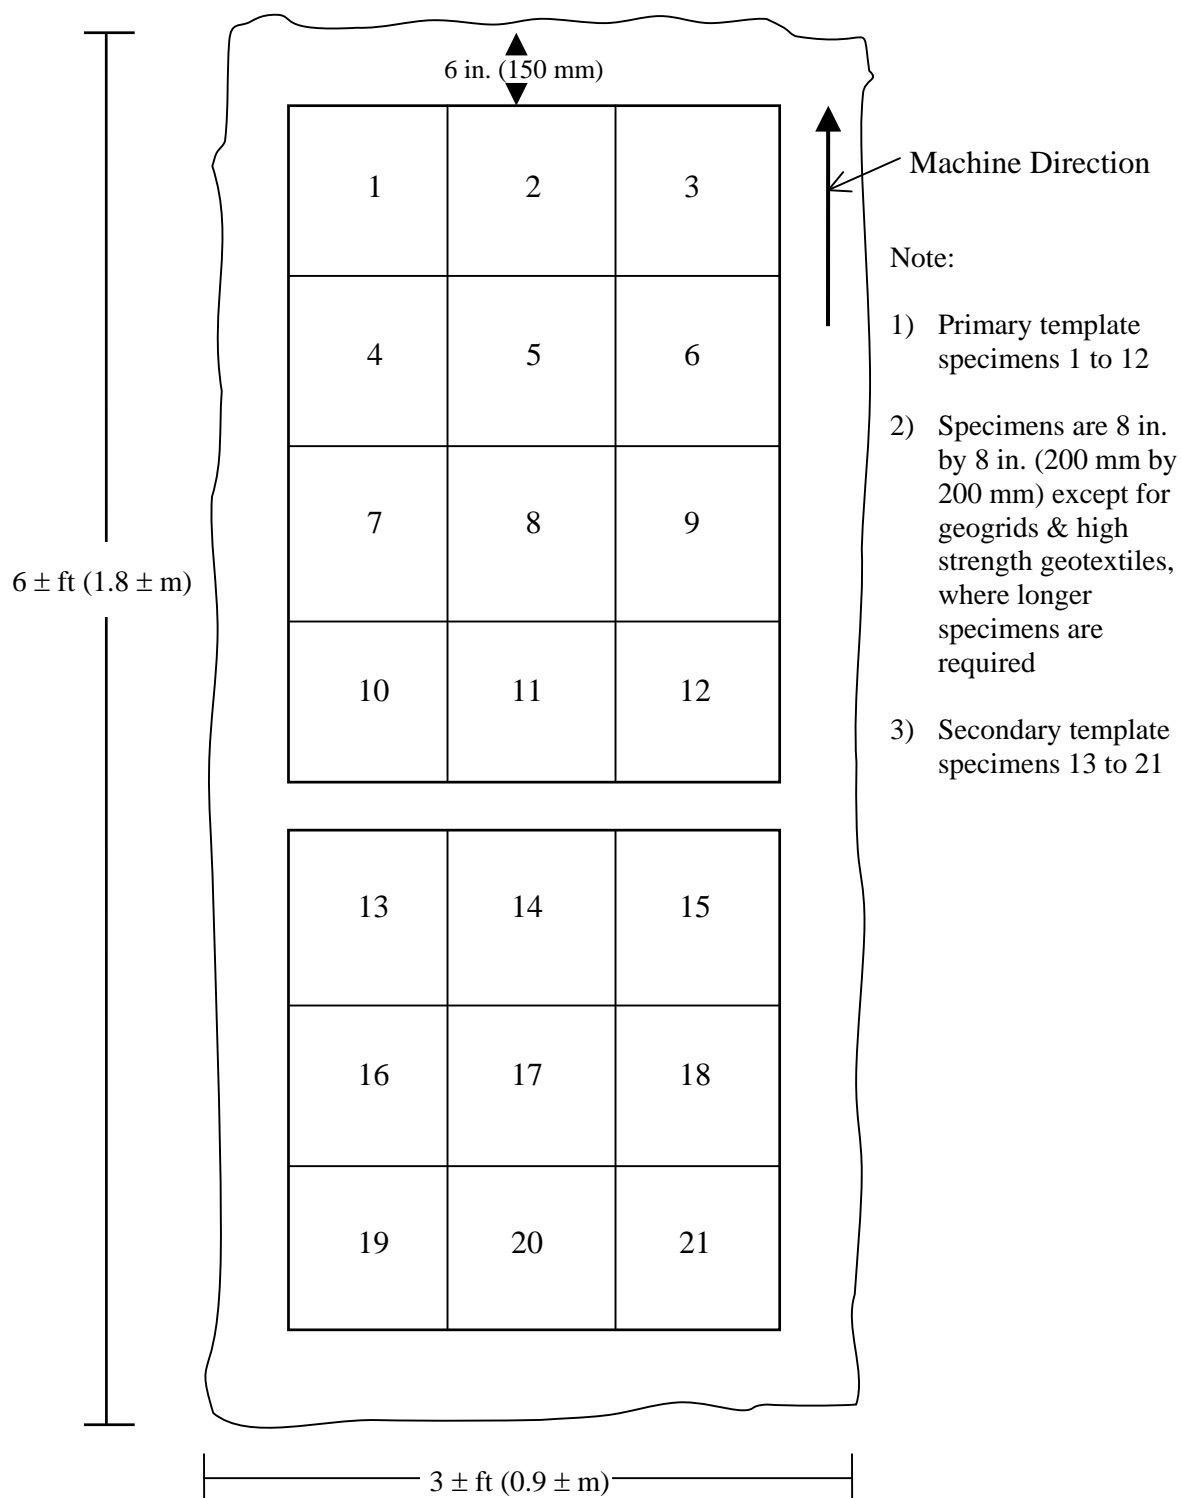 6 in. (150 mm)
1 2 3
Machine Direction
Note:
4 5 6
1) Primary template
specimens 1 to 12
2) Specimens are 8 in.
by 8 in. (200 mm by
200 mm) except for
geogrids & high
strength geotextiles,
where longer
specimens are
required
7 8 9
6 ± ft (1.8 ± m)
10 11 12
3) Secondary template
specimens 13 to 21
13 14 15
16 17 18
19 20 21
3 ± ft (0.9 ± m)